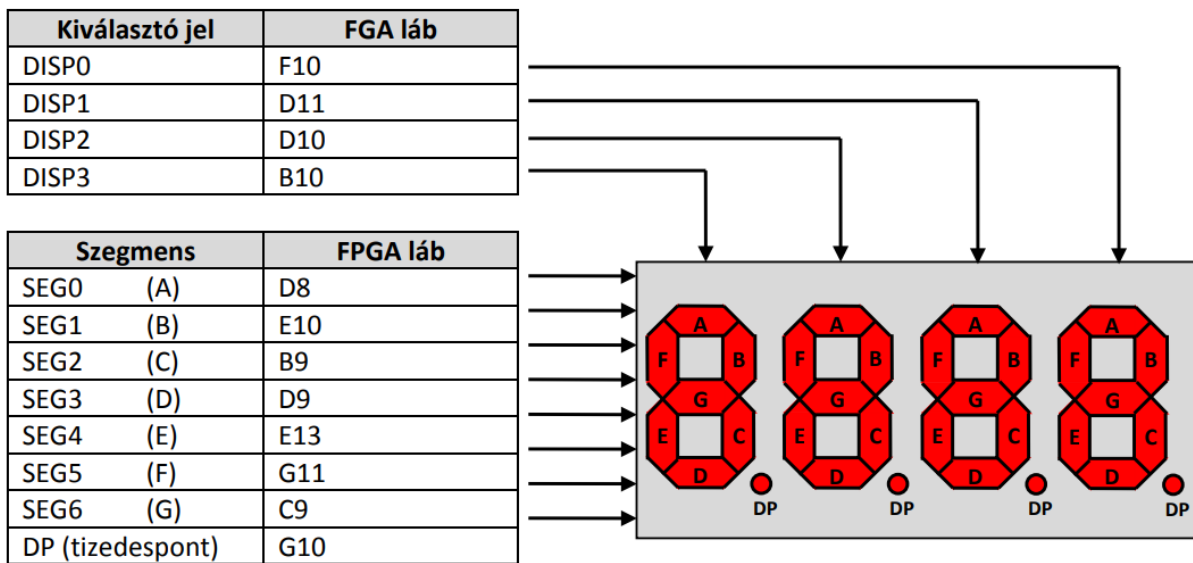 Kiválasztó jel FGA láb
DISP0 F10
DISP1 D11
DISP2 D10
DISP3 B10
Szegmens FPGA láb
SEG0 (A) D8
SEG1 (B) E10
SEG2 (C) B9
SEG3 (D) D9
SEG4 (E) E13
SEG5 (F) G11
SEG6 (G) C9
DP (tizedespont) G10
A A A A
F B F B F B F B
G G G G
E C E C E C E C
D D D D
DP DP DP DP